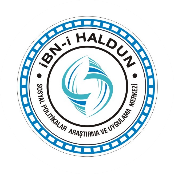 • İBN-İ HALDUN •
SOSYAL POLİTİKALAR ARAŞTIRMA VE UYGULAMA MERKEZİ